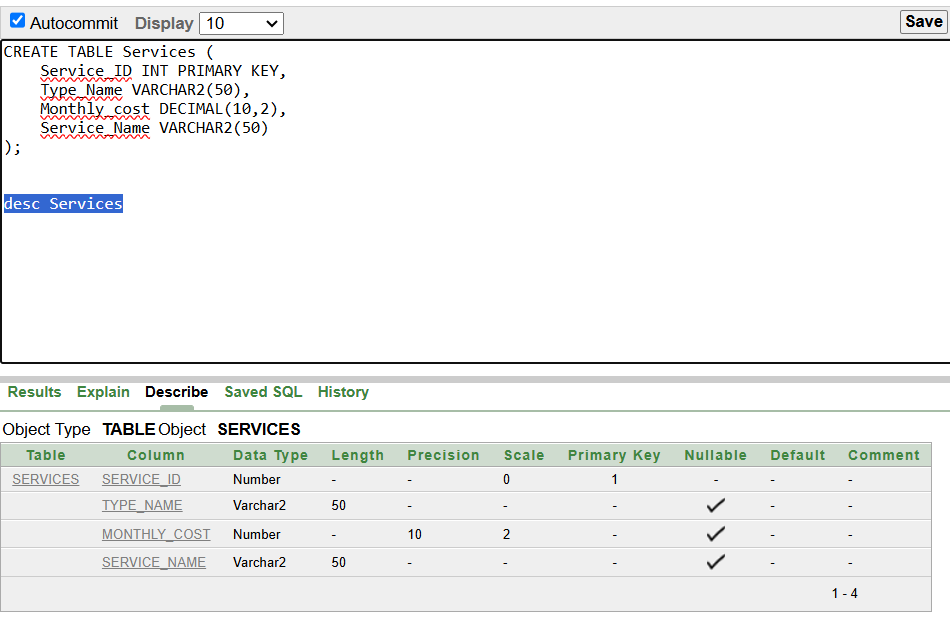 Autocommit Display 10 Save
CREATE TABLE Services (
    Service_ID INT PRIMARY KEY,
    Type_Name VARCHAR2(50),
    Monthly_cost DECIMAL(10,2),
    Service_Name VARCHAR2(50)
);
desc Services
Results Explain Describe Saved SQL History
Object Type TABLE Object SERVICES
Table Column Data Type Length Precision Scale Primary Key Nullable Default Comment
SERVICES SERVICE_ID Number - - 0 1 - - -
TYPE_NAME Varchar2 50 - - - - -
MONTHLY_COST Number - 10 2 - - -
SERVICE_NAME Varchar2 50 - - - - -
1 - 4